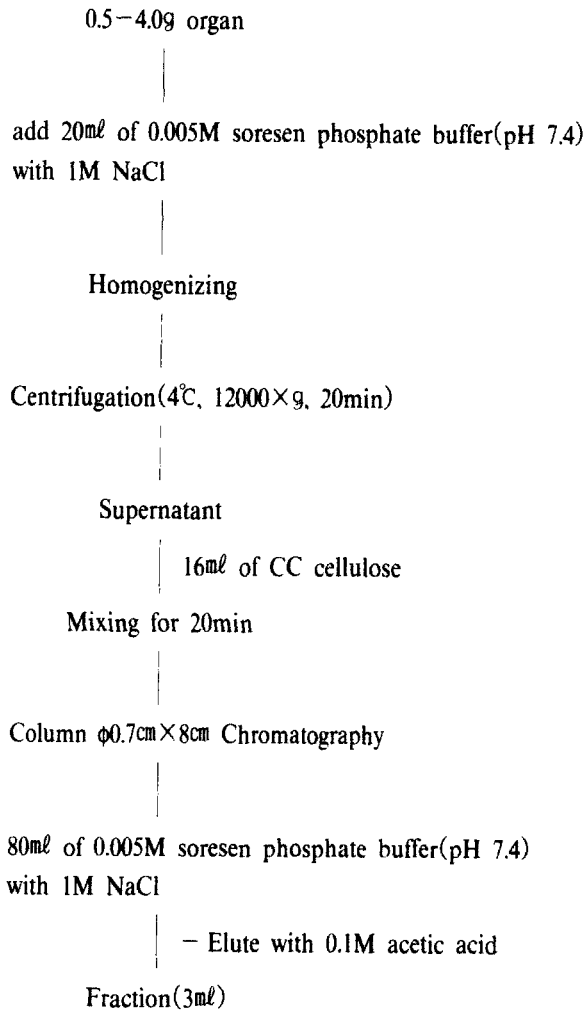 0.5−4.0g organ
add 20㎖ of 0.005M soresen phosphate buffer(pH 7.4)
with 1M NaCl
Homogenizing
Centrifugation(4℃, 12000×g, 20min)
Supernatant
16㎖ of CC cellulose
Mixing for 20min
Column φ0.7㎝×8㎝ Chromatography
80㎖ of 0.005M soresen phosphate buffer(pH 7.4)
with 1M NaCl
− Elute with 0.1M acetic acid
Fraction(3㎖)